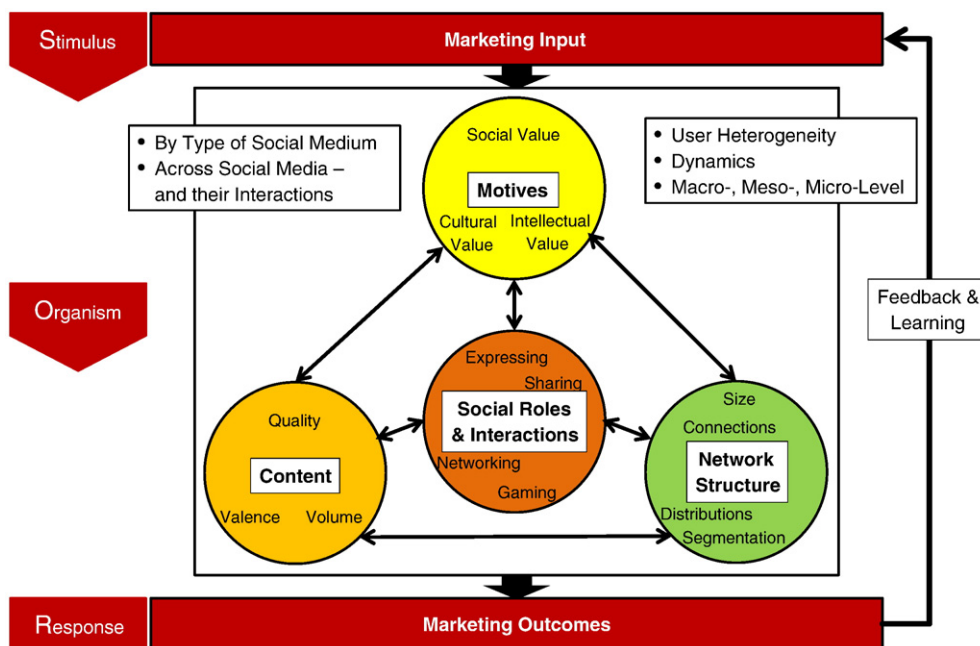 Stimulus
Marketing Input
• By Type of Social Medium
• Across Social Media –
and their Interactions
• User Heterogeneity
• Dynamics
• Macro-, Meso-, Micro-Level
Social Value
Motives
Cultural
Value
Intellectual
Value
Organism
Feedback &
Learning
Expressing
Sharing
Social Roles
& Interactions
Networking
Gaming
Quality
Content
Valence
Volume
Size
Connections
Network
Structure
Distributions
Segmentation
Response
Marketing Outcomes